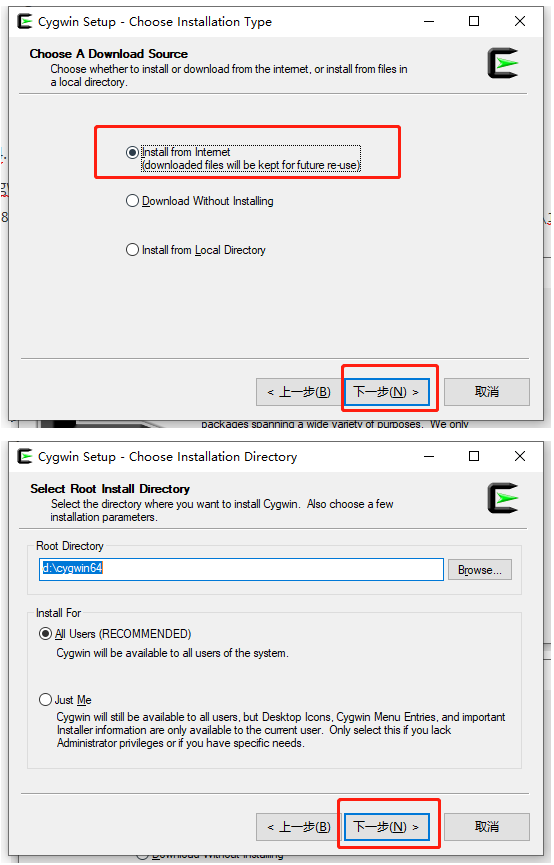 Cygwin Setup - Choose Installation Type
Choose A Download Source
Choose whether to install or download from the internet, or install from files in
a local directory.
Install from Internet
(downloaded files will be kept for future re-use)
Download Without Installing
Install from Local Directory
< 上一步(B)
下一步(N) >
取消
packages spanning a wide variety of purposes. We only
Cygwin Setup - Choose Installation Directory
Select Root Install Directory
Select the directory where you want to install Cygwin. Also choose a few
installation parameters.
Root Directory
d:\cygwin64
Browse...
Install For
All Users (RECOMMENDED)
Cygwin will be available to all users of the system.
Just Me
Cygwin will still be available to all users, but Desktop Icons, Cygwin Menu Entries, and important
Installer information are only available to the current user. Only select this if you lack
Administrator privileges or if you have specific needs.
< 上一步(B)
下一步(N) >
取消
Download Without Installing